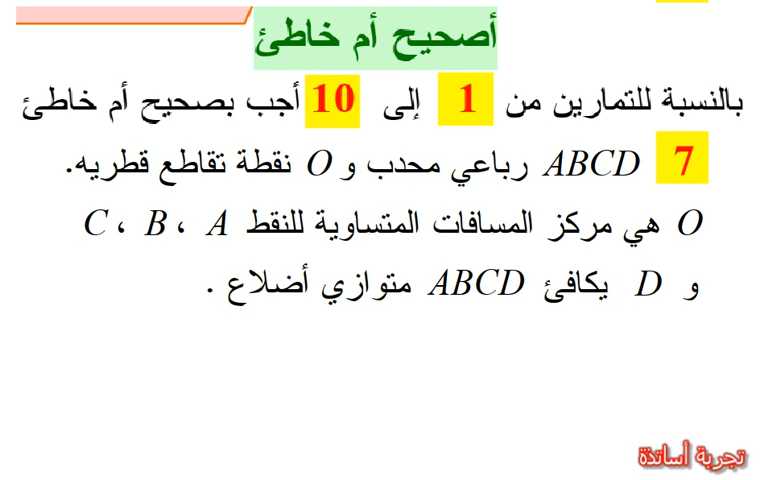 أصحيح أم خاطئ
بالنسبة للتمارين من 1 إلى 10 أجب بصحيح أم خاطئ
7 ABCD رباعي محدب و O نقطة تقاطع قطريه.
O هي مركز المسافات المتساوية للنقط A ، B ، C
و D يكافئ ABCD متوازي أضلاع .
تجربة أساتذة